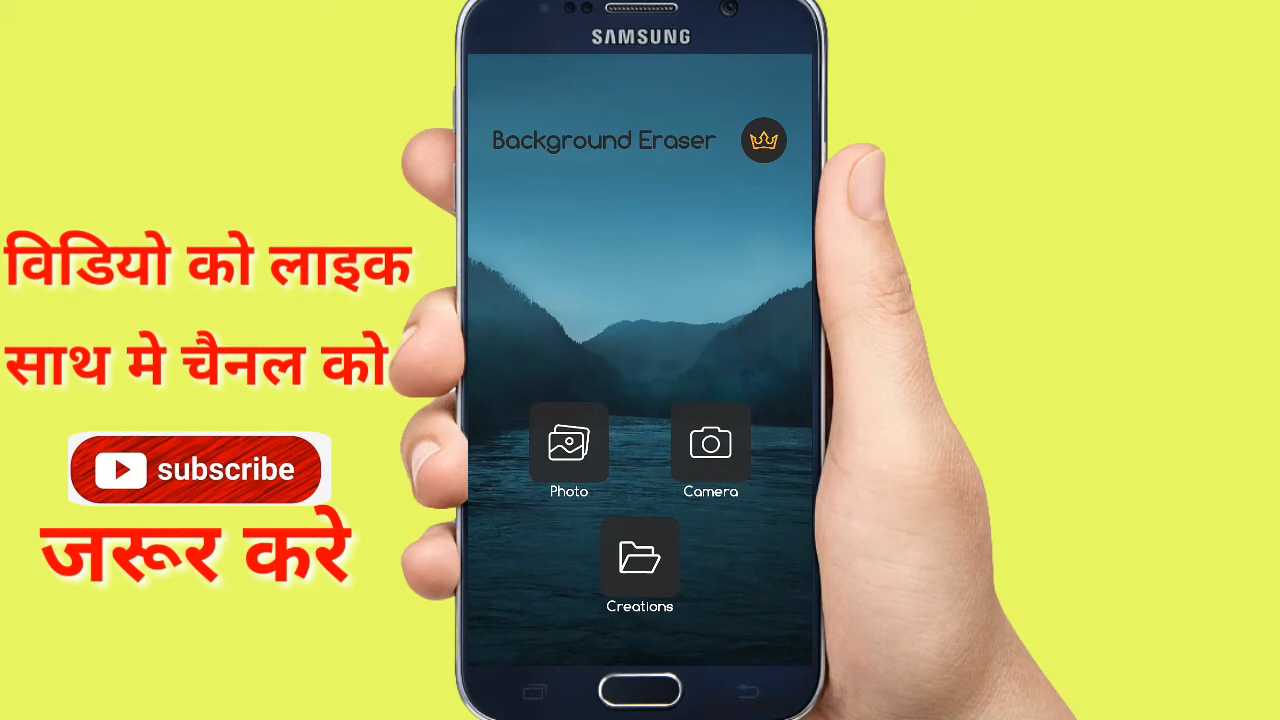 SAMSUNG
Background Eraser
विडियो को लाइक
साथ मे चैनल को
subscribe
जरूर करे
Photo
Camera
Creations